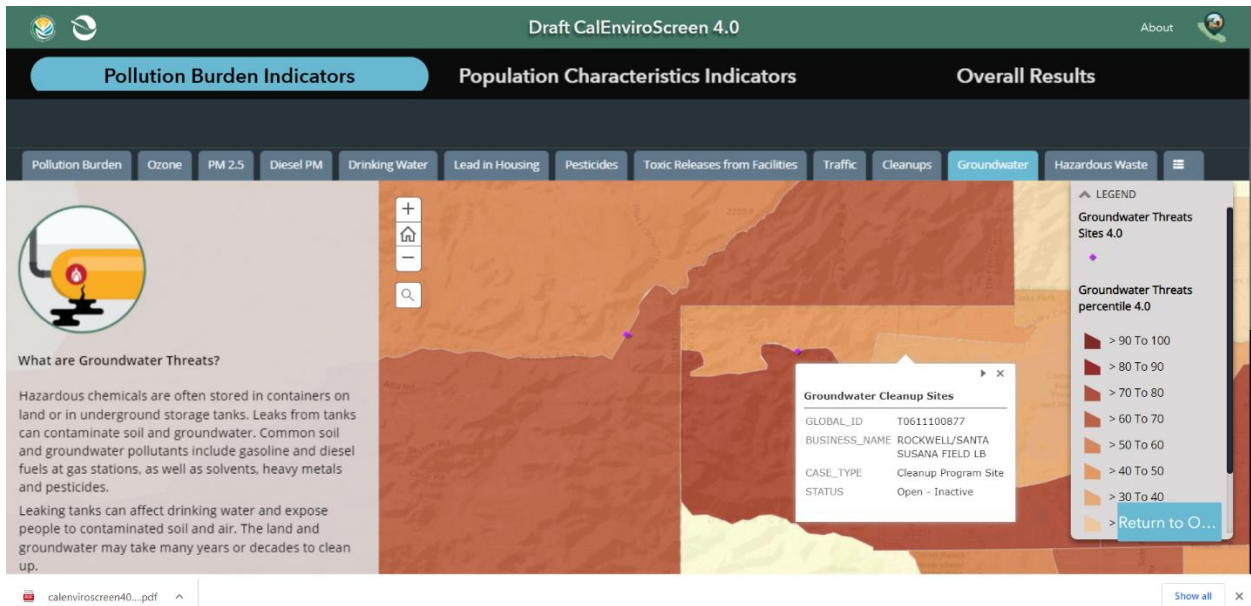 Draft CalEnviroScreen 4.0
About
Pollution Burden Indicators
Population Characteristics Indicators
Overall Results
Pollution Burden
Ozone
PM 2.5
Diesel PM
Drinking Water
Lead in Housing
Pesticides
Toxic Releases from Facilities
Traffic
Cleanups
Groundwater
Hazardous Waste
What are Groundwater Threats?
Hazardous chemicals are often stored in containers on
land or in underground storage tanks. Leaks from tanks
can contaminate soil and groundwater. Common soil
and groundwater pollutants include gasoline and diesel
fuels at gas stations, as well as solvents, heavy metals
and pesticides.
Leaking tanks can affect drinking water and expose
people to contaminated soil and air. The land and
groundwater may take many years or decades to clean
up.
+
−
Groundwater Cleanup Sites
GLOBAL_ID T0611100877
BUSINESS_NAME ROCKWELL/SANTA
SUSANA FIELD LB
CASE_TYPE Cleanup Program Site
STATUS Open - Inactive
LEGEND
Groundwater Threats
Sites 4.0
Groundwater Threats
percentile 4.0
> 90 To 100
> 80 To 90
> 70 To 80
> 60 To 70
> 50 To 60
> 40 To 50
> 30 To 40
>
Return to O...
calenviroscreen40....pdf
Show all